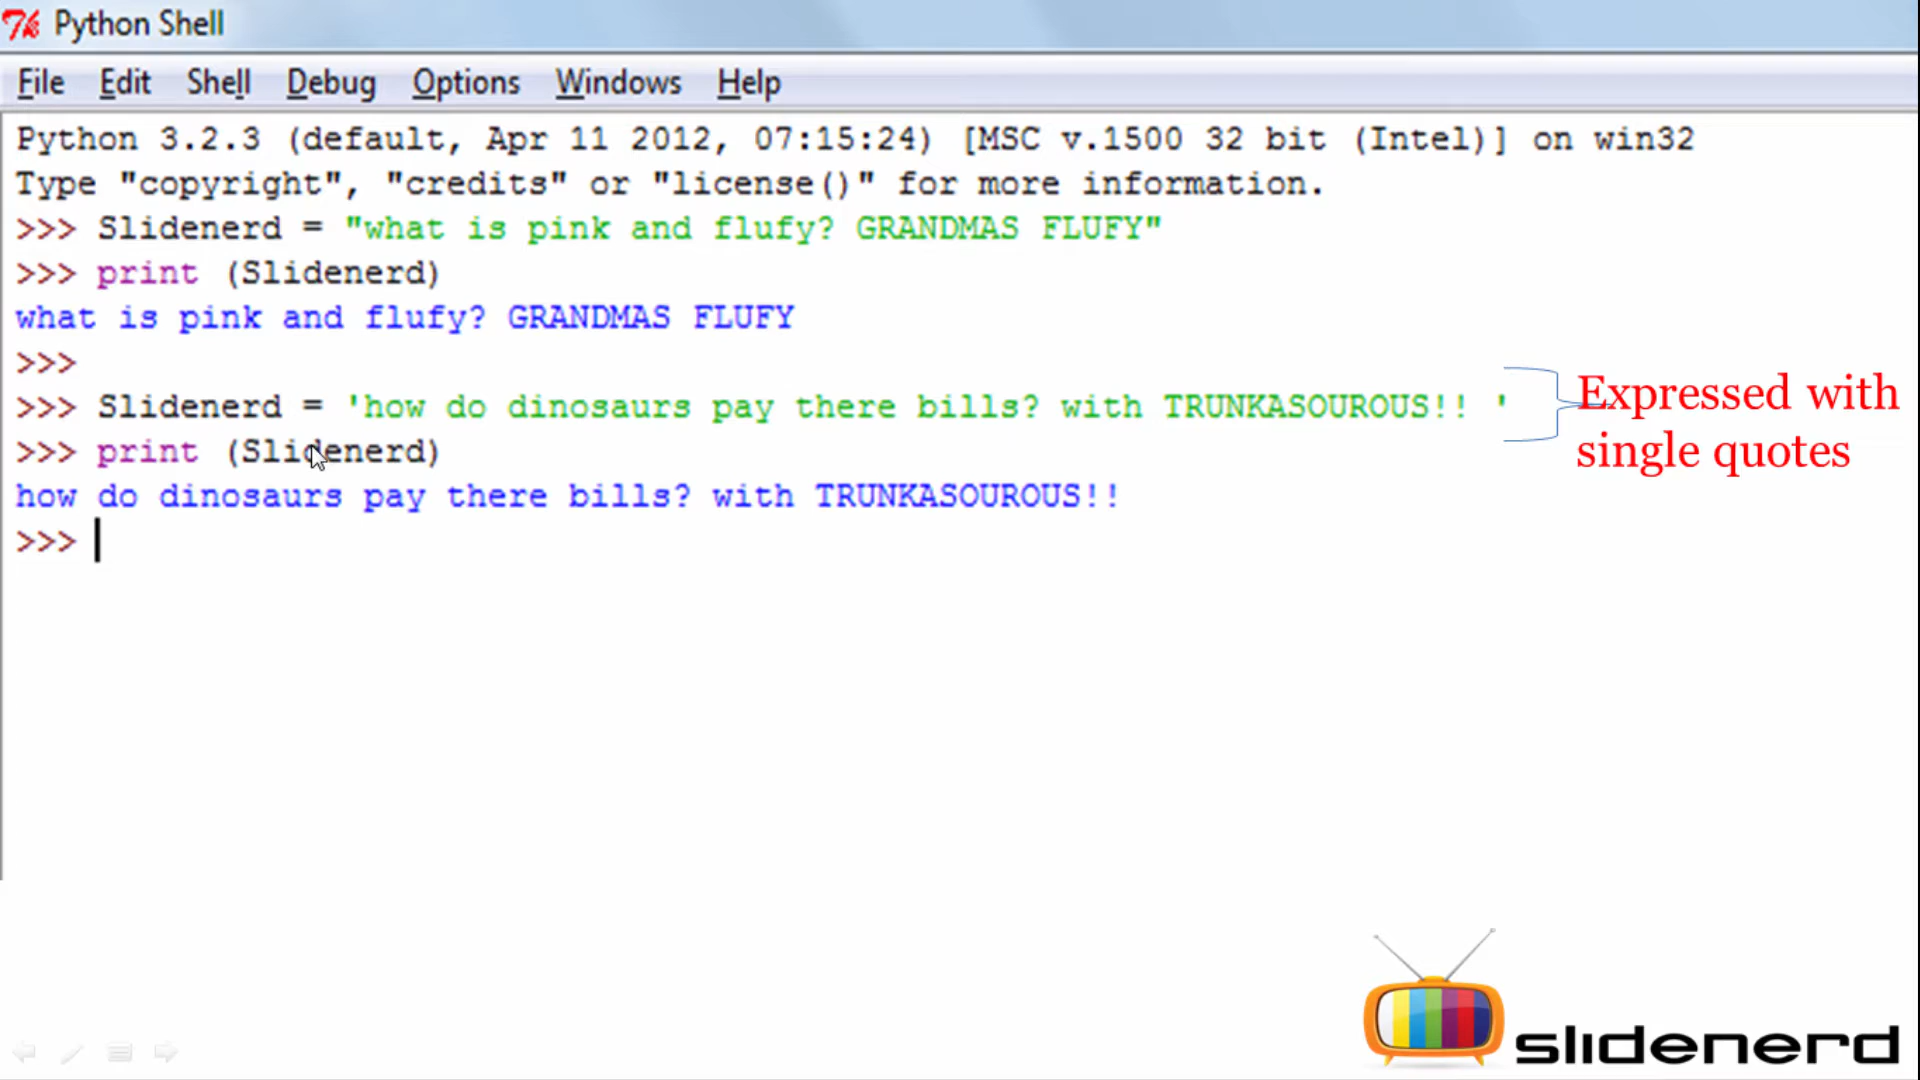 Python Shell
File Edit Shell Debug Options Windows Help
Python 3.2.3 (default, Apr 11 2012, 07:15:24) [MSC v.1500 32 bit (Intel)] on win32
Type "copyright", "credits" or "license()" for more information.
>>> Slidenerd = "what is pink and flufy? GRANDMAS FLUFY"
>>> print (Slidenerd)
what is pink and flufy? GRANDMAS FLUFY
>>>
>>> Slidenerd = 'how do dinosaurs pay there bills? with TRUNKASOUROUS!! '
>>> print (Slidenerd)
how do dinosaurs pay there bills? with TRUNKASOUROUS!!
>>>
Expressed with
single quotes
slidenerd